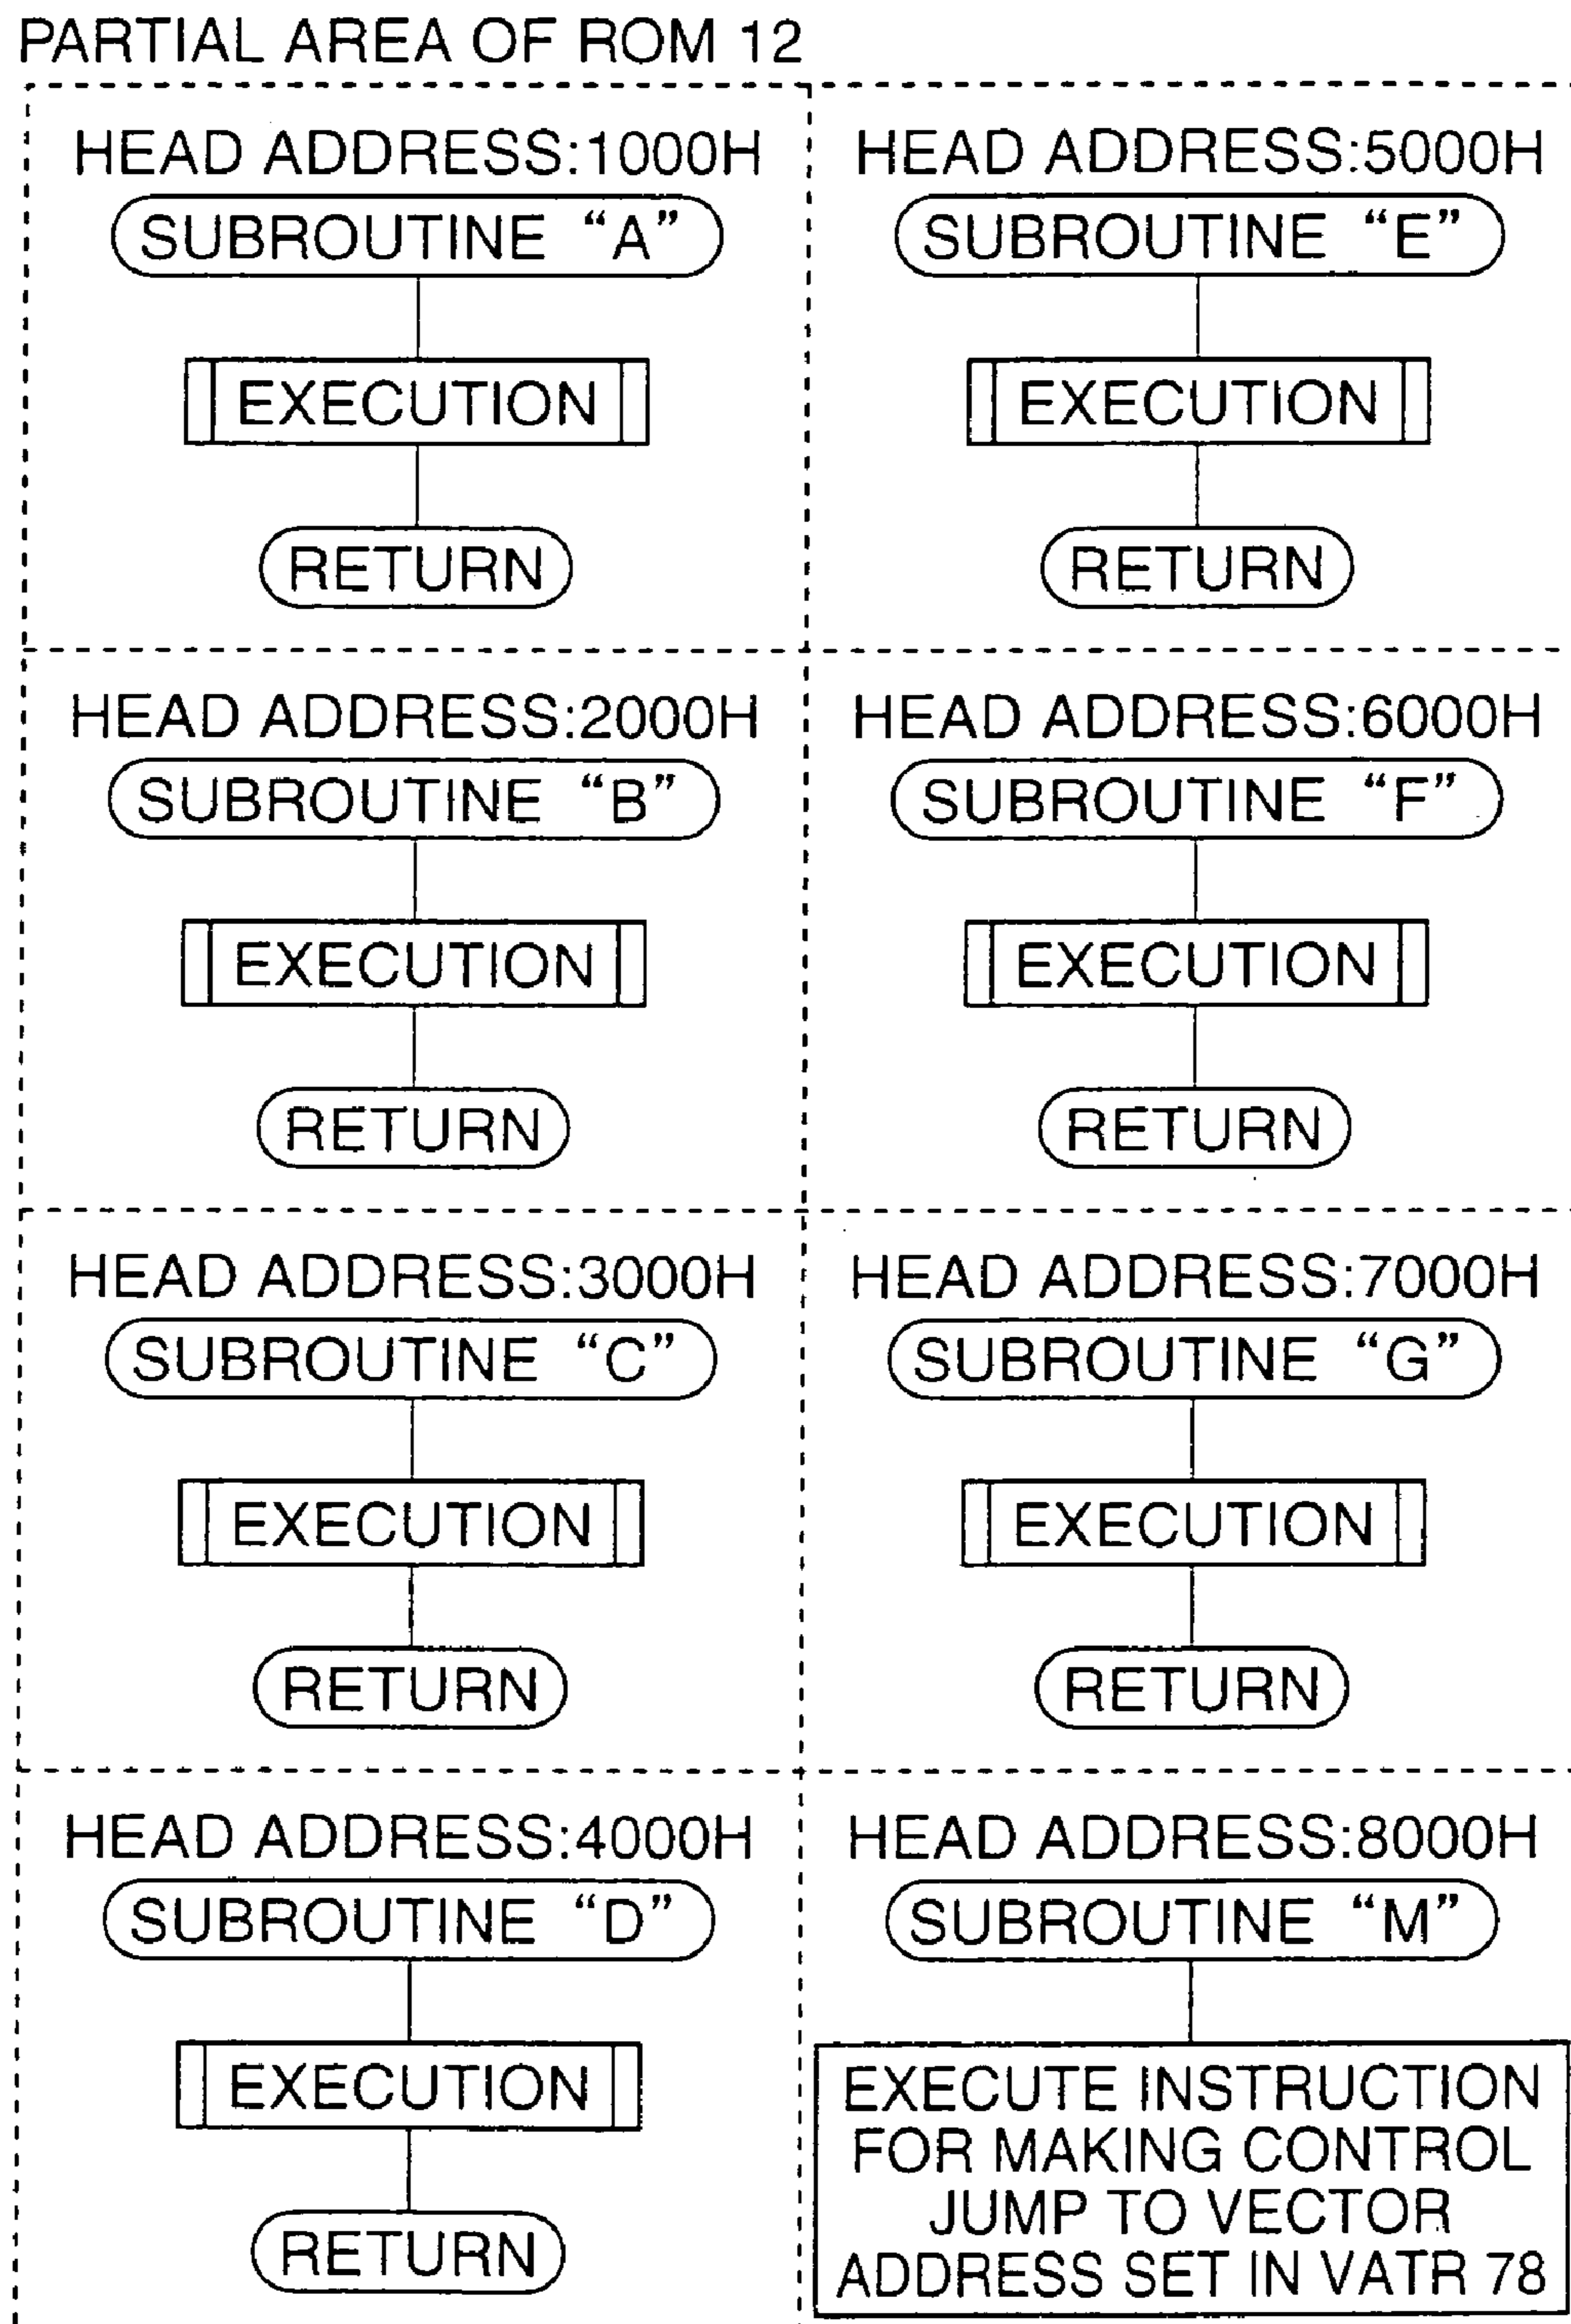 PARTIAL AREA OF ROM 12
HEAD ADDRESS:1000H
SUBROUTINE “A”
EXECUTION
RETURN
HEAD ADDRESS:2000H
SUBROUTINE “B”
EXECUTION
RETURN
HEAD ADDRESS:3000H
SUBROUTINE “C”
EXECUTION
RETURN
HEAD ADDRESS:4000H
SUBROUTINE “D”
EXECUTION
RETURN
HEAD ADDRESS:5000H
SUBROUTINE “E”
EXECUTION
RETURN
HEAD ADDRESS:6000H
SUBROUTINE “F”
EXECUTION
RETURN
HEAD ADDRESS:7000H
SUBROUTINE “G”
EXECUTION
RETURN
HEAD ADDRESS:8000H
SUBROUTINE “M”
EXECUTE INSTRUCTION
FOR MAKING CONTROL
JUMP TO VECTOR
ADDRESS SET IN VATR 78